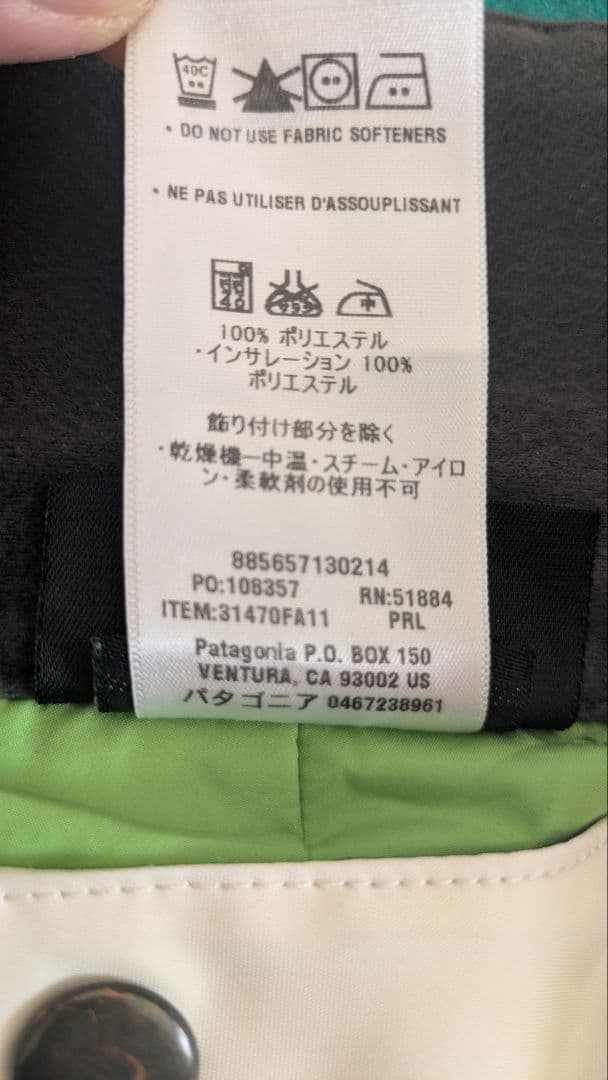 40C
• DO NOT USE FABRIC SOFTENERS
• NE PAS UTILISER D'ASSOUPLISSANT
40
中
100% ポリエステル
・インサレーション 100%
ポリエステル
飾り付け部分を除く
・乾燥機ー中温・スチーム・アイロ
ン・柔軟剤の使用不可
885657130214
PO:108357 RN:51884
ITEM:31470FA11 PRL
Patagonia P.O. BOX 150
VENTURA, CA 93002 US
パタゴニア 0467238961